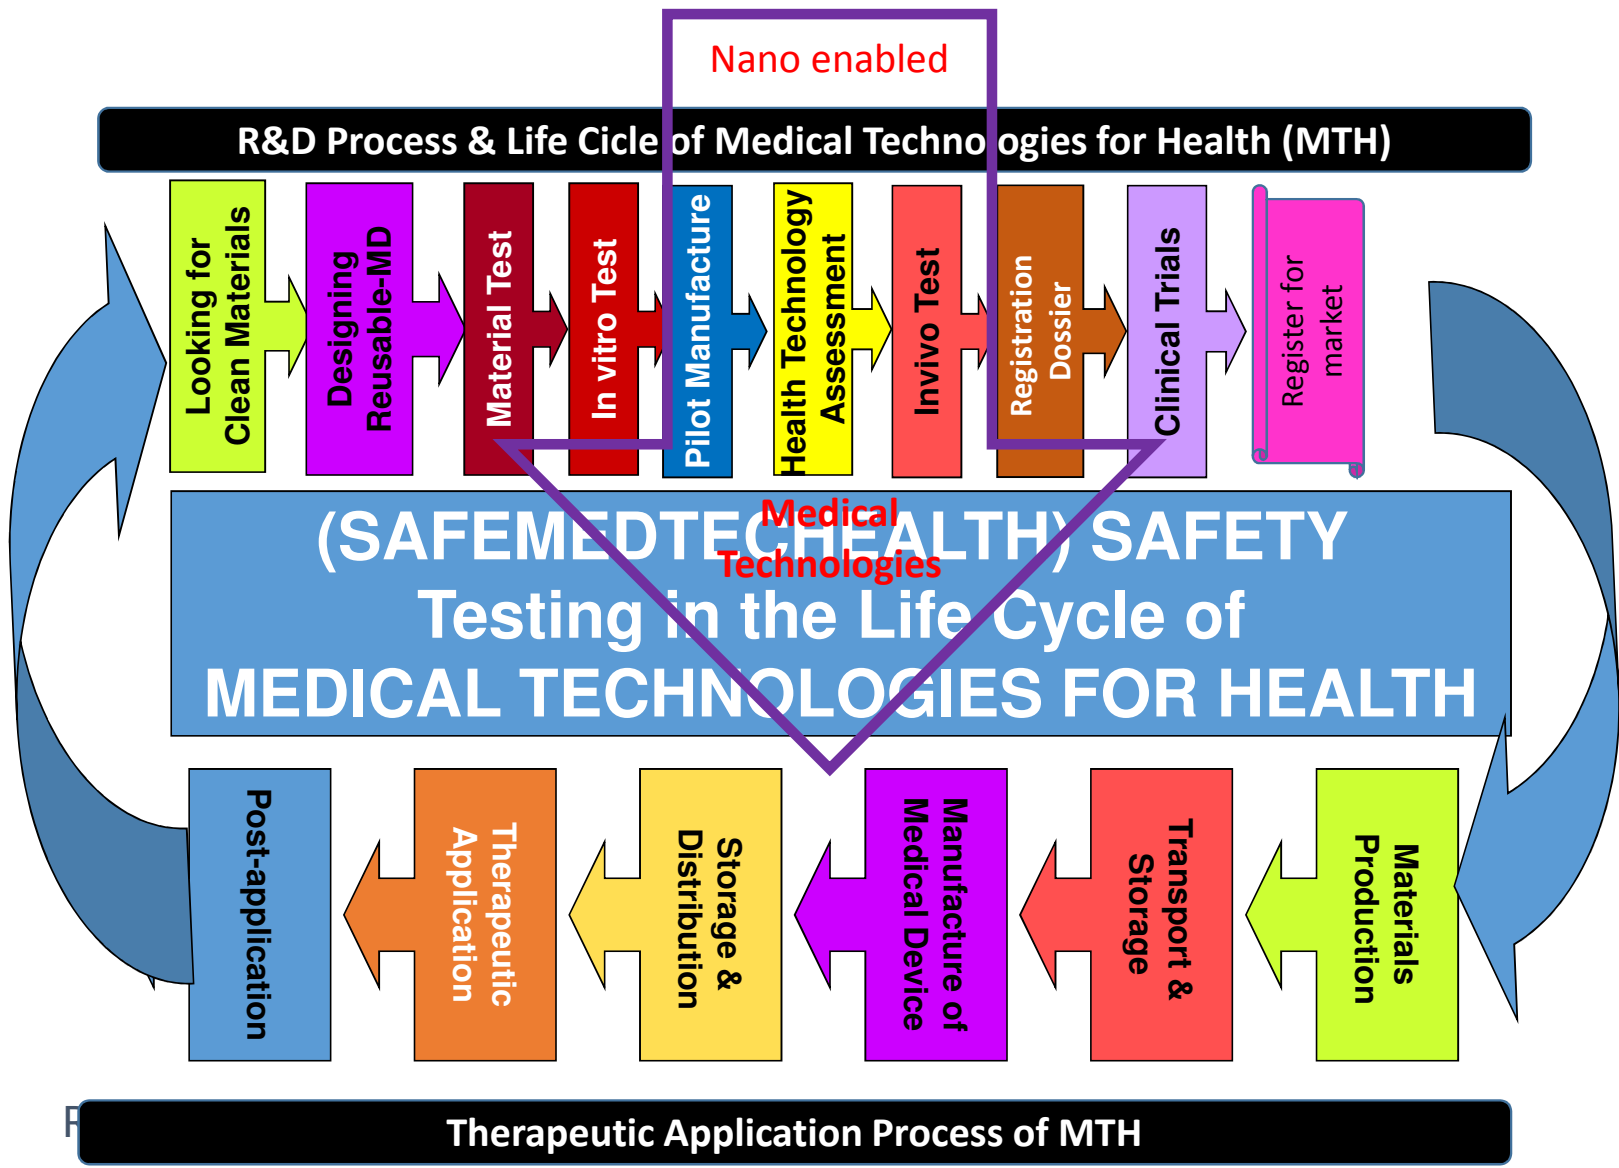 Nano enabled
R&D Process & Life Cicle of Medical Technologies for Health (MTH)
Looking for
Clean Materials
Designing
Reusable-MD
Material Test
In vitro Test
Pilot Manufacture
Health Technology
Assessment
Invivo Test
Registration
Dossier
Clinical Trials
Register for
market
Medical
Technologies
(SAFEMEDTECHEALTH) SAFETY
Testing in the Life Cycle of
MEDICAL TECHNOLOGIES FOR HEALTH
Post-application
Therapeutic
Application
Storage &
Distribution
Manufacture of
Medical Device
Transport &
Storage
Materials
Production
Therapeutic Application Process of MTH